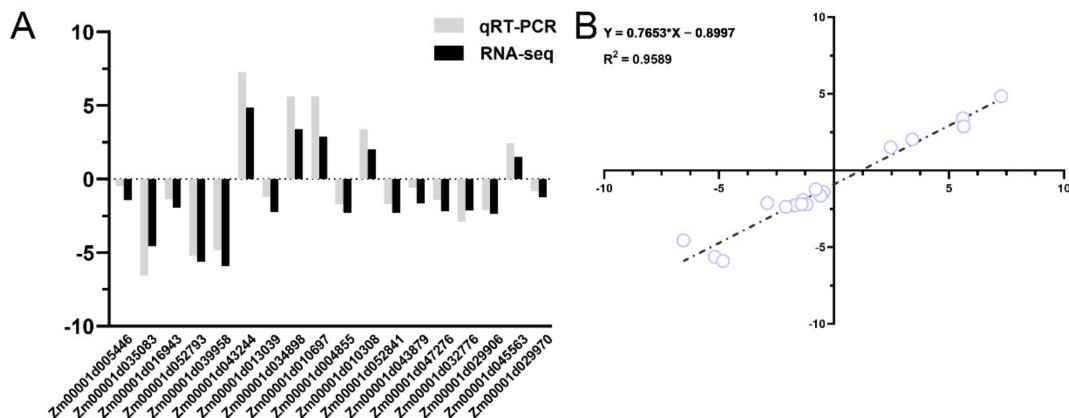 A
qRT-PCR
RNA-seq
10
5
0
-5
-10
Zm00001d005446
Zm00001d035083
Zm00001d016943
Zm00001d052793
Zm00001d039958
Zm00001d043244
Zm00001d013039
Zm00001d034898
Zm00001d010697
Zm00001d004855
Zm00001d010308
Zm00001d052841
Zm00001d043679
Zm00001d047276
Zm00001d032776
Zm00001d029906
Zm00001d045563
Zm00001d029970
B
Y = 0.7653*X − 0.8997
R² = 0.9589
10
5
-10
-5
5
10
-5
-10